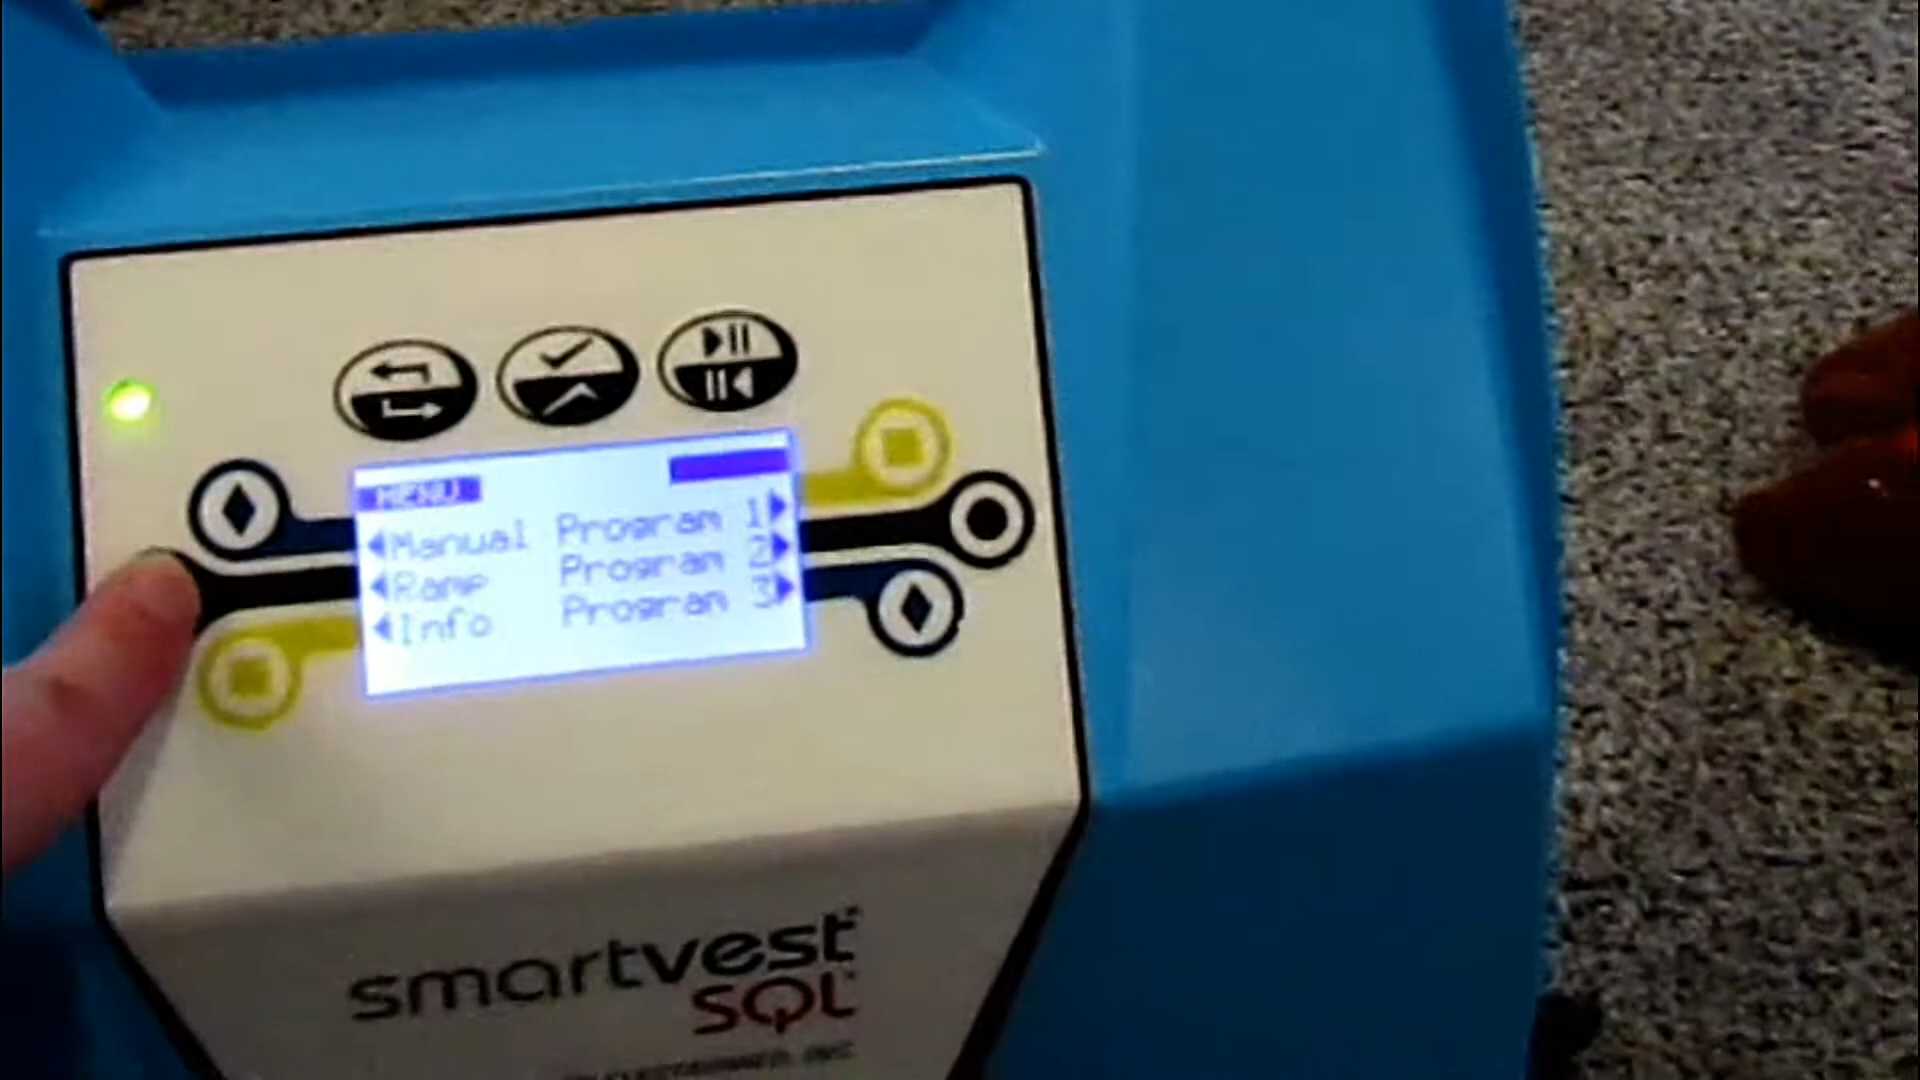 MENU
Manual Program 1
Ramp Program 2
Info Program 3
smartvest
SQL